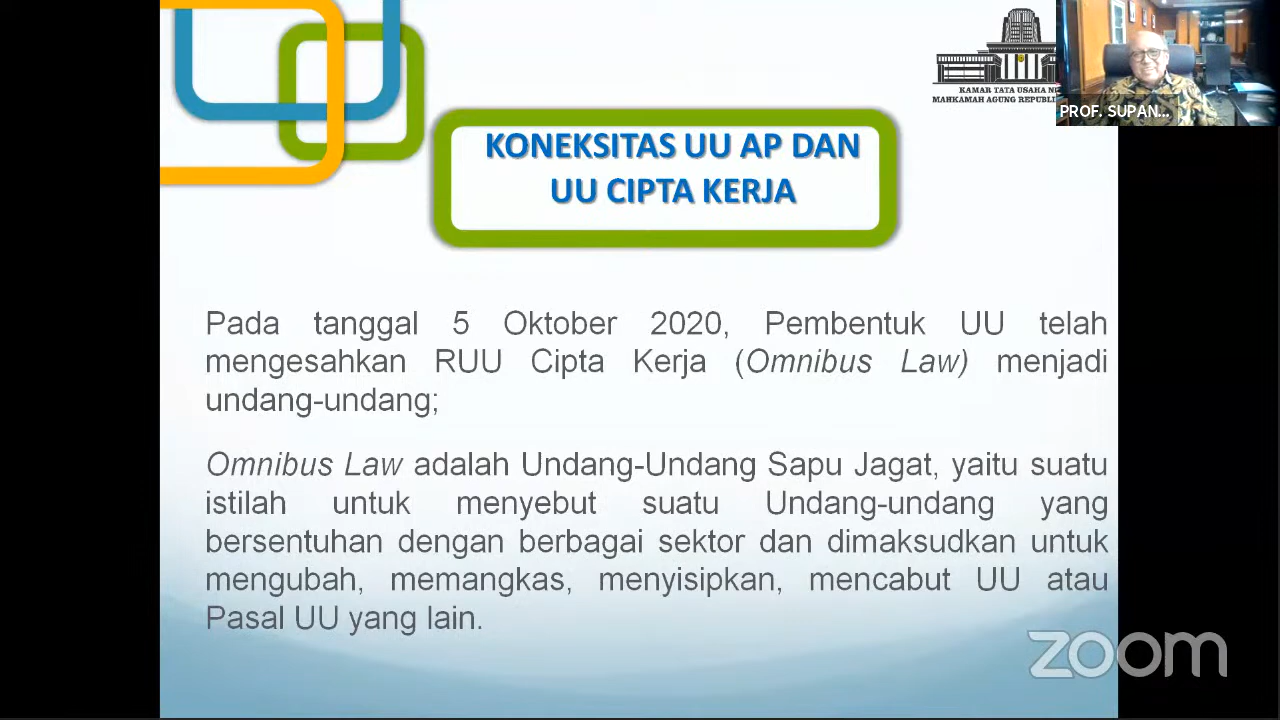 KAMAR TATA USAHA
MAHKAMAH AGUNG
PROF. SUPAN...
KONEKSITAS UU AP DAN
UU CIPTA KERJA
Pada tanggal 5 Oktober 2020, Pembentuk UU telah
mengesahkan RUU Cipta Kerja (Omnibus Law) menjadi
undang-undang;
Omnibus Law adalah Undang-Undang Sapu Jagat, yaitu suatu
istilah untuk menyebut suatu Undang-undang yang
bersentuhan dengan berbagai sektor dan dimaksudkan untuk
mengubah, memangkas, menyisipkan, mencabut UU atau
Pasal UU yang lain.
zoom